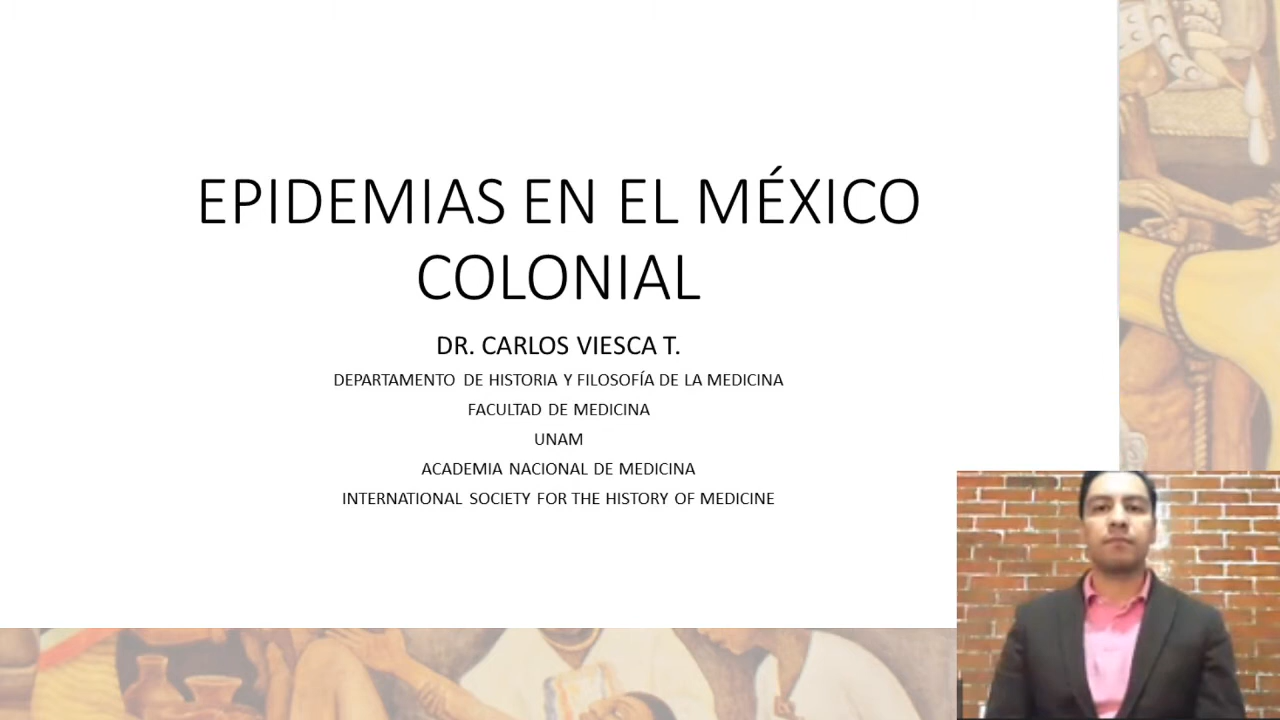 EPIDEMIAS EN EL MÉXICO
COLONIAL
DR. CARLOS VIESCA T.
DEPARTAMENTO DE HISTORIA Y FILOSOFÍA DE LA MEDICINA
FACULTAD DE MEDICINA
UNAM
ACADEMIA NACIONAL DE MEDICINA
INTERNATIONAL SOCIETY FOR THE HISTORY OF MEDICINE